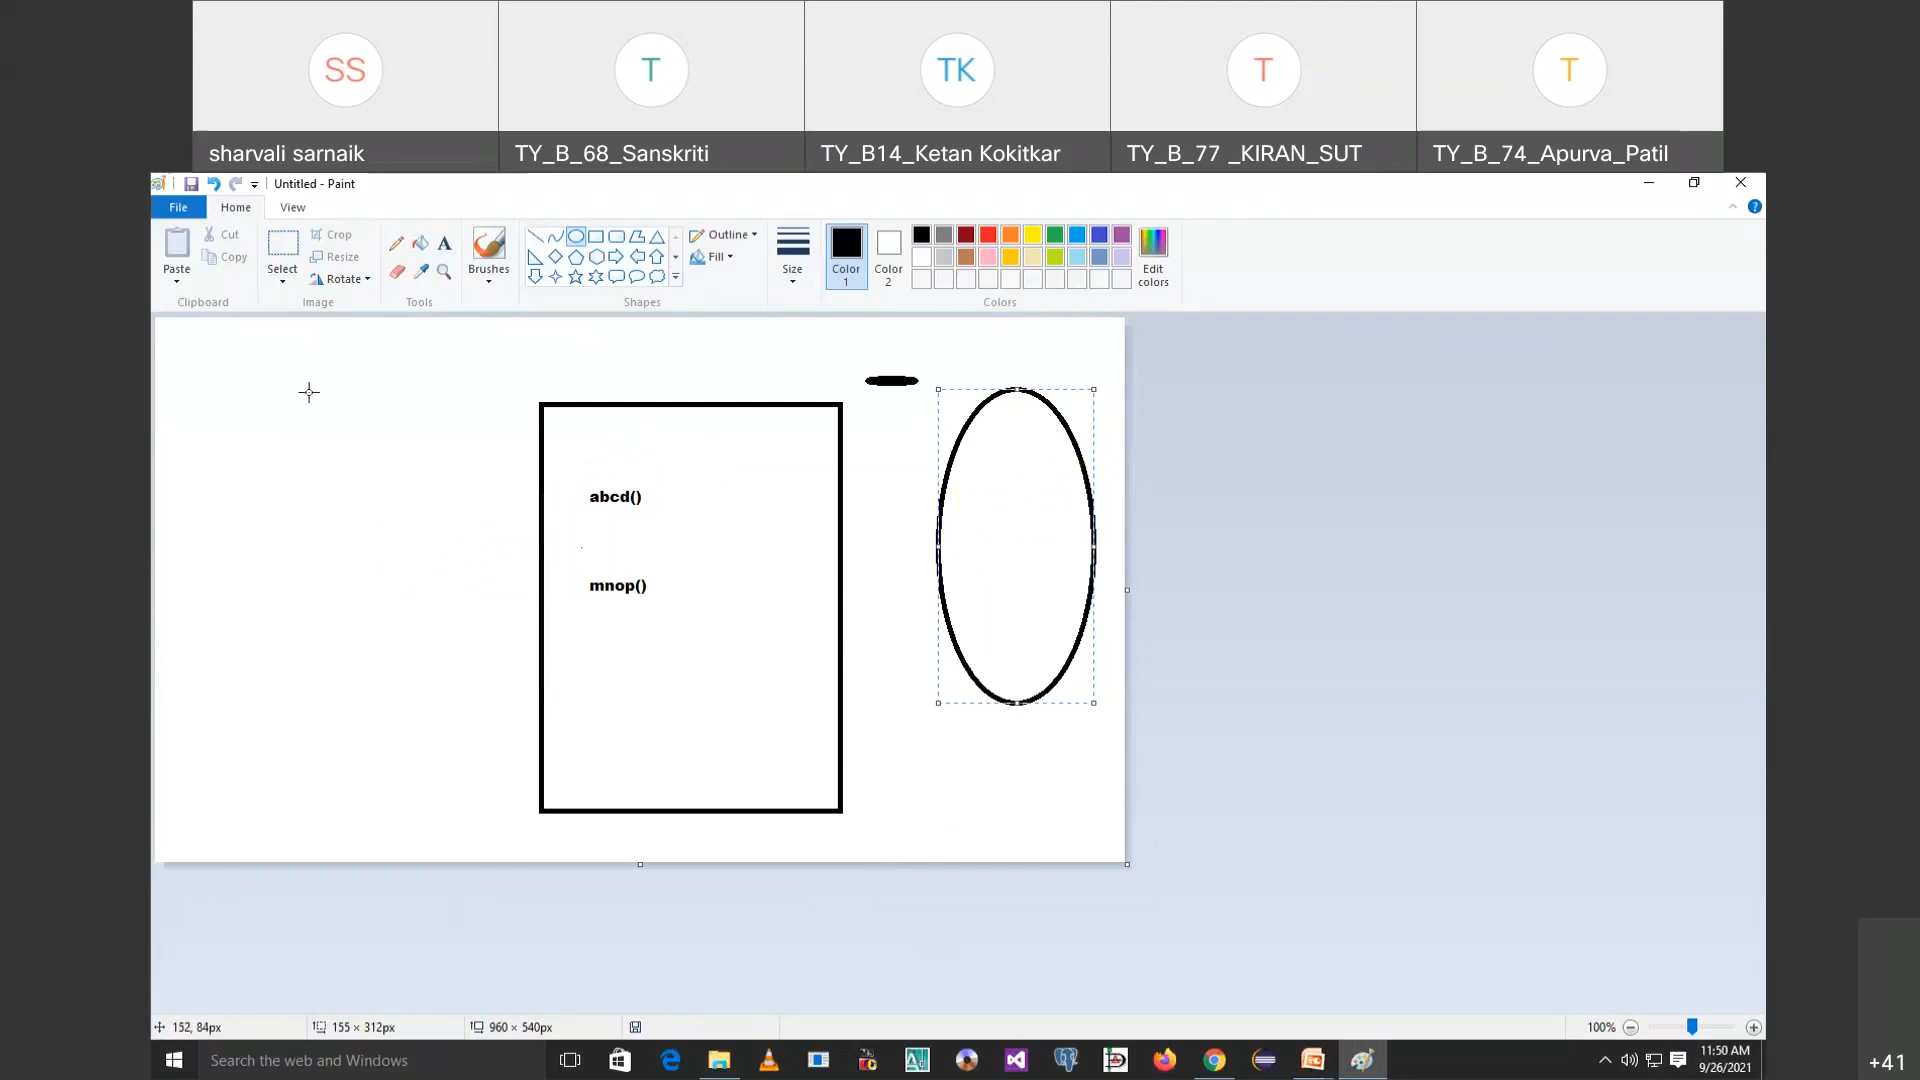 SS
T
TK
T
T
sharvali sarnaik
TY_B_68_Sanskriti
TY_B14_Ketan Kokitkar
TY_B_77 _KIRAN_SUT
TY_B_74_Apurva_Patil
Untitled - Paint
File
Home
View
Paste
Cut
Copy
Clipboard
Select
Crop
Resize
Rotate
Image
A
Tools
Brushes
Shapes
Outline
Fill
Size
Color
1
Color
2
Edit
colors
Colors
abcd()
mnop()
152, 84px
155 × 312px
960 × 540px
100%
Search the web and Windows
11:50 AM
9/26/2021
+41